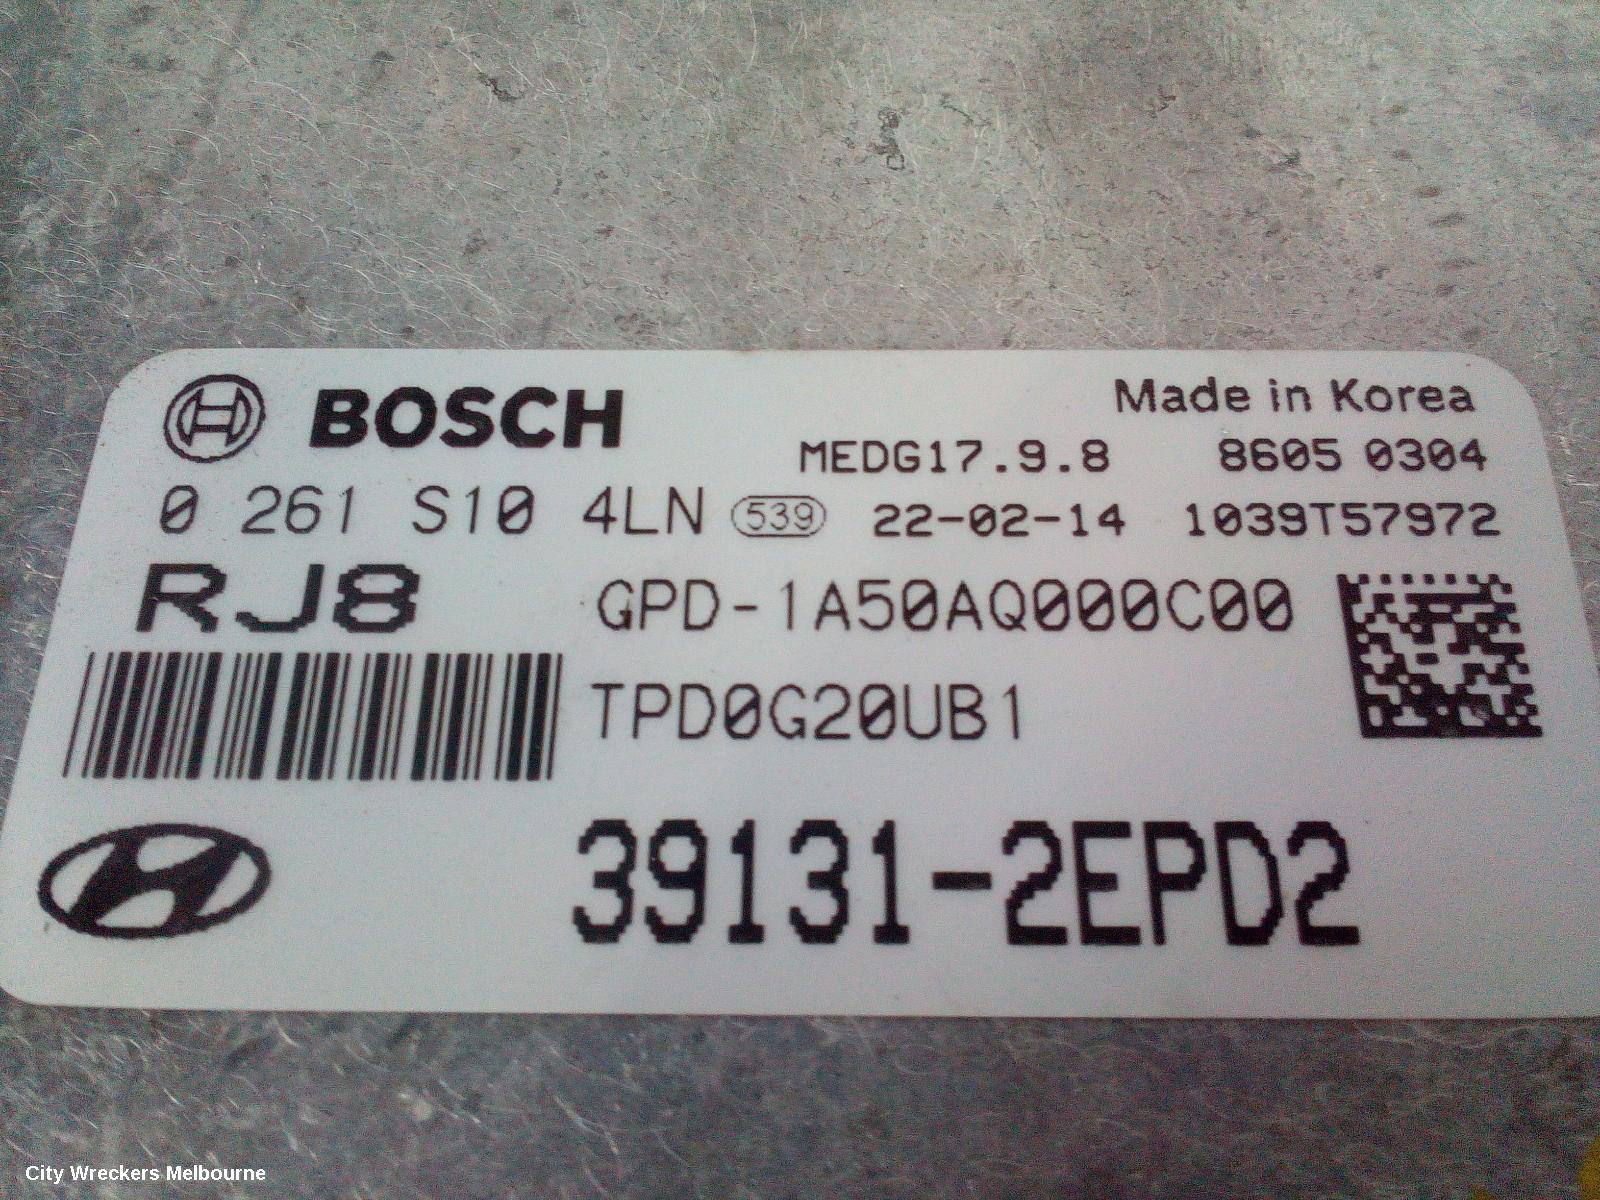 BOSCH
Made in Korea
MEDG17.9.8 8605 0304
0 261 S10 4LN 539 22-02-14 1039T57972
RJ8 GPD-1A50AQ000C00
TPD0G20UB1
39131-2EPD2
City Wreckers Melbourne